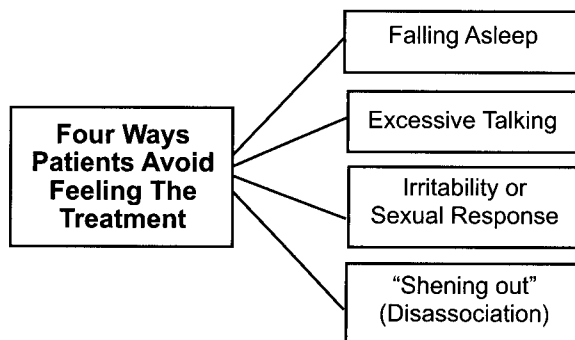 Four Ways
Patients Avoid
Feeling The
Treatment
Falling Asleep
Excessive Talking
Irritability or
Sexual Response
“Shening out”
(Disassociation)